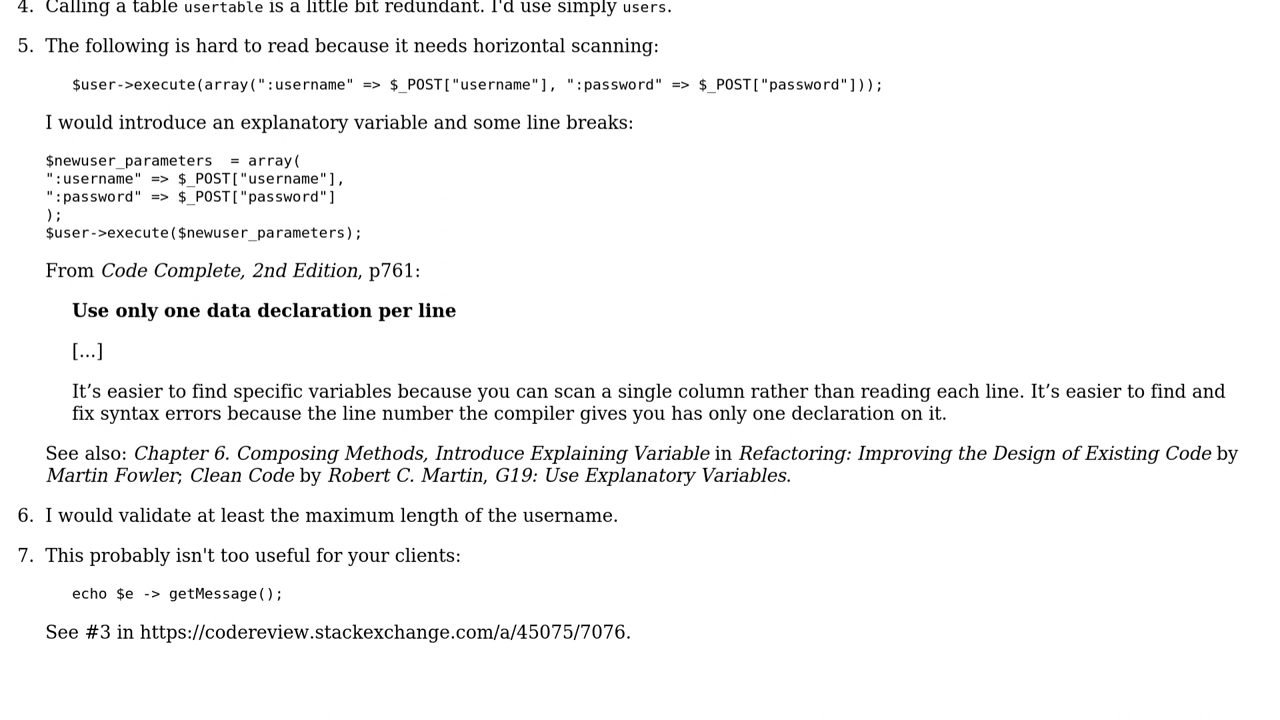 4. Calling a table usertable is a little bit redundant. I'd use simply users.
5. The following is hard to read because it needs horizontal scanning:
$user->execute(array(":username" => $_POST["username"], ":password" => $_POST["password"]));
I would introduce an explanatory variable and some line breaks:
$newuser_parameters  = array(
":username" => $_POST["username"],
":password" => $_POST["password"]
);
$user->execute($newuser_parameters);
From Code Complete, 2nd Edition, p761:
Use only one data declaration per line
[...]
It’s easier to find specific variables because you can scan a single column rather than reading each line. It’s easier to find and
fix syntax errors because the line number the compiler gives you has only one declaration on it.
See also: Chapter 6. Composing Methods, Introduce Explaining Variable in Refactoring: Improving the Design of Existing Code by
Martin Fowler; Clean Code by Robert C. Martin, G19: Use Explanatory Variables.
6. I would validate at least the maximum length of the username.
7. This probably isn't too useful for your clients:
echo $e -> getMessage();
See #3 in https://codereview.stackexchange.com/a/45075/7076.